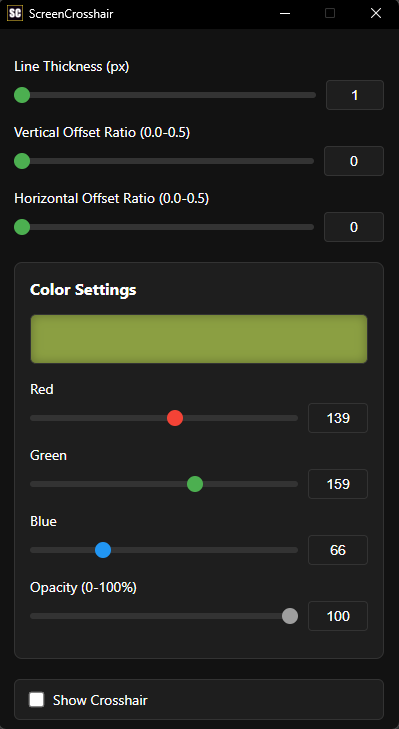 SC ScreenCrosshair
Line Thickness (px)
1
Vertical Offset Ratio (0.0-0.5)
0
Horizontal Offset Ratio (0.0-0.5)
0
Color Settings
Red
139
Green
159
Blue
66
Opacity (0-100%)
100
Show Crosshair